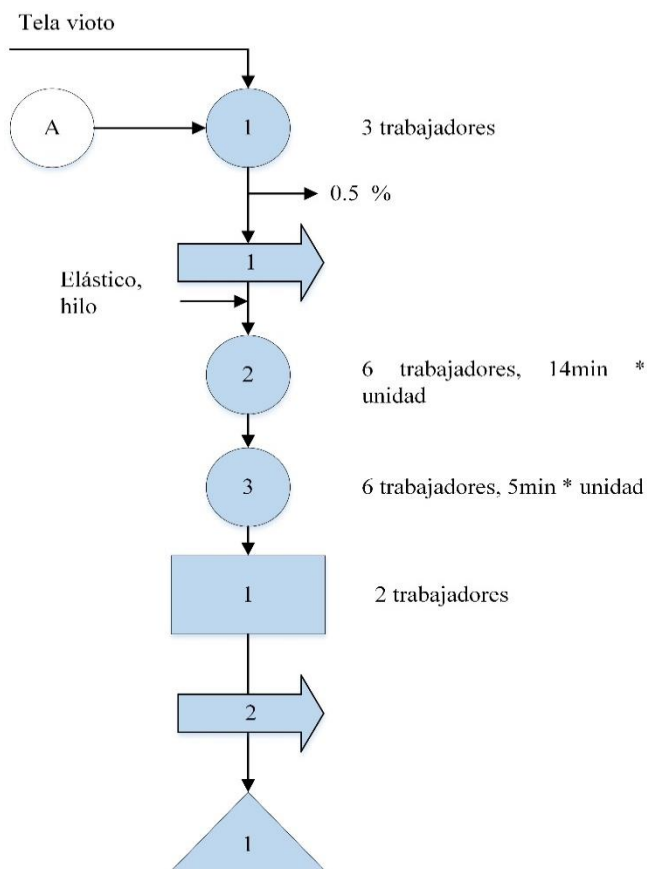 Tela vioto
A
1
3 trabajadores
0.5 %
1
Elástico,
hilo
2
6 trabajadores, 14min *
unidad
3
6 trabajadores, 5min * unidad
1
2 trabajadores
2
1